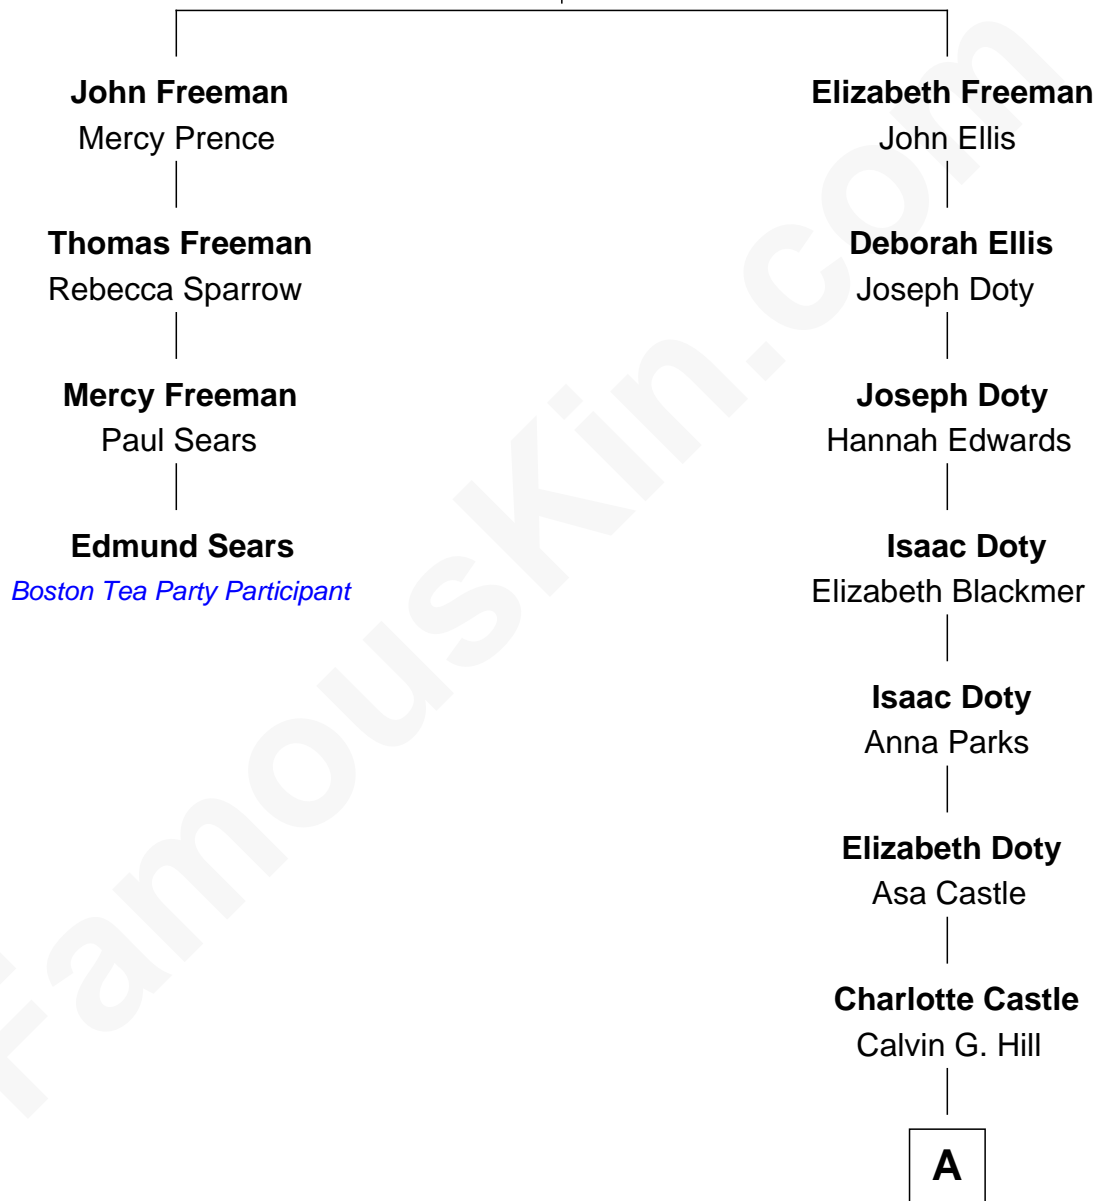 John Freeman
Mercy Prence
Thomas Freeman
Rebecca Sparrow
Mercy Freeman
Paul Sears
Edmund Sears
Boston Tea Party Participant
Elizabeth Freeman
John Ellis
Deborah Ellis
Joseph Doty
Joseph Doty
Hannah Edwards
Isaac Doty
Elizabeth Blackmer
Isaac Doty
Anna Parks
Elizabeth Doty
Asa Castle
Charlotte Castle
Calvin G. Hill
A
FamousKin.com